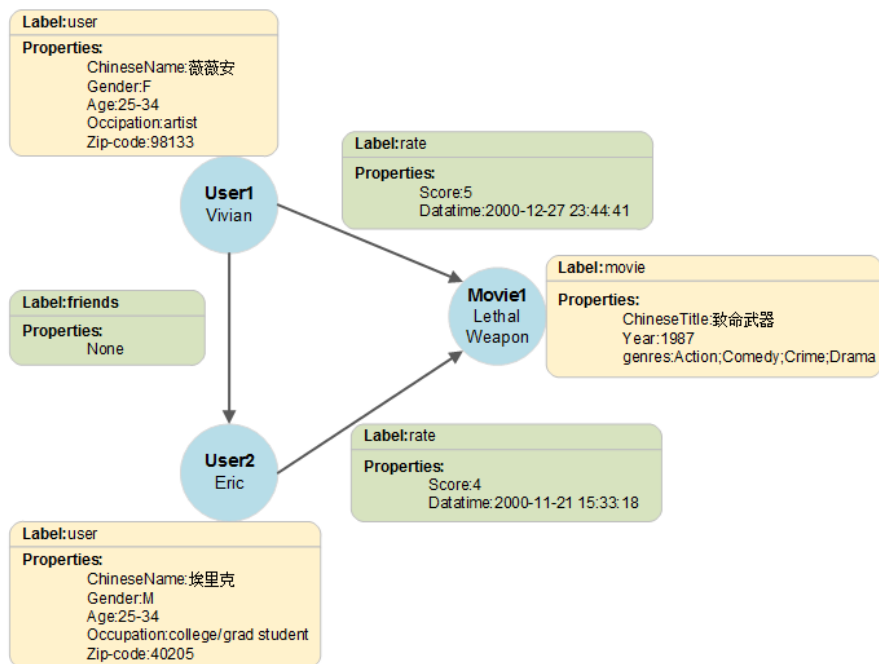 Label:user
Properties:
ChineseName:薇薇安
Gender:F
Age:25-34
Occipation:artist
Zip-code:98133
User1
Vivian
Label:rate
Properties:
Score:5
Datatime:2000-12-27 23:44:41
Label:friends
Properties:
None
Movie1
Lethal
Weapon
Label:movie
Properties:
ChineseTitle:致命武器
Year:1987
genres:Action;Comedy;Crime;Drama
User2
Eric
Label:rate
Properties:
Score:4
Datatime:2000-11-21 15:33:18
Label:user
Properties:
ChineseName:埃里克
Gender:M
Age:25-34
Occupation:college/grad student
Zip-code:40205